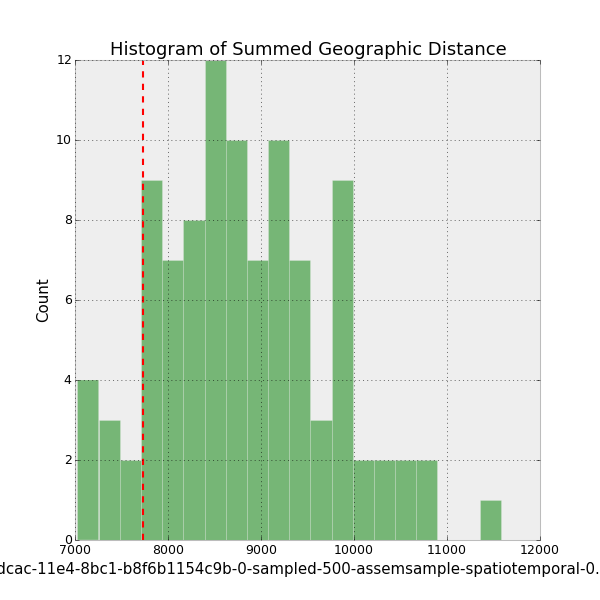 Histogram of Summed Geographic Distance
12
10
8
6
4
2
0
Count
7000 8000 9000 10000 11000 12000
dcac-11e4-8bc1-b8f6b1154c9b-0-sampled-500-assemsample-spatiotemporal-0.